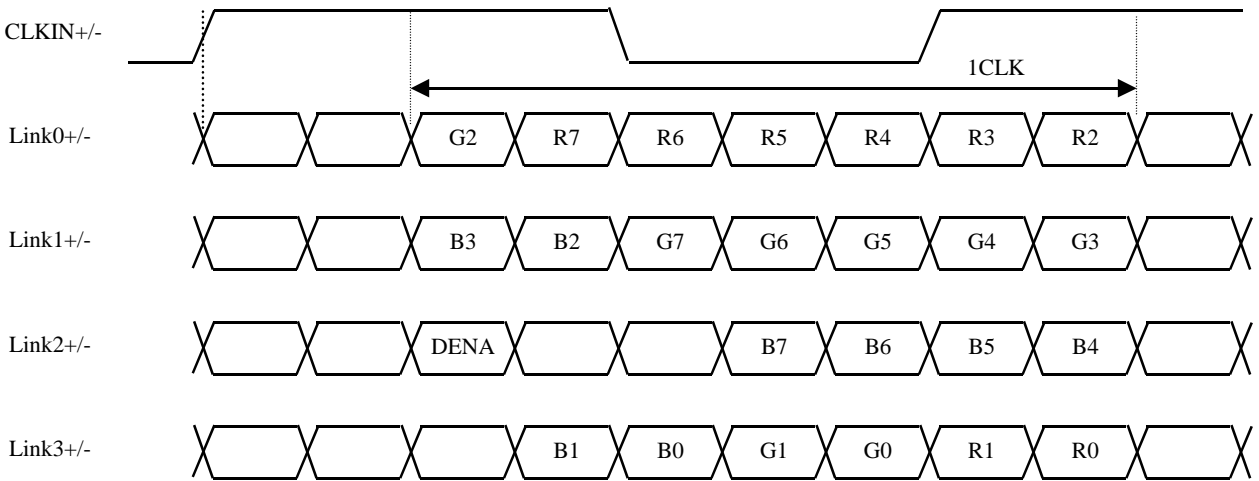 CLKIN+/-
1CLK
Link0+/- G2 R7 R6 R5 R4 R3 R2
Link1+/- B3 B2 G7 G6 G5 G4 G3
Link2+/- DENA B7 B6 B5 B4
Link3+/- B1 B0 G1 G0 R1 R0